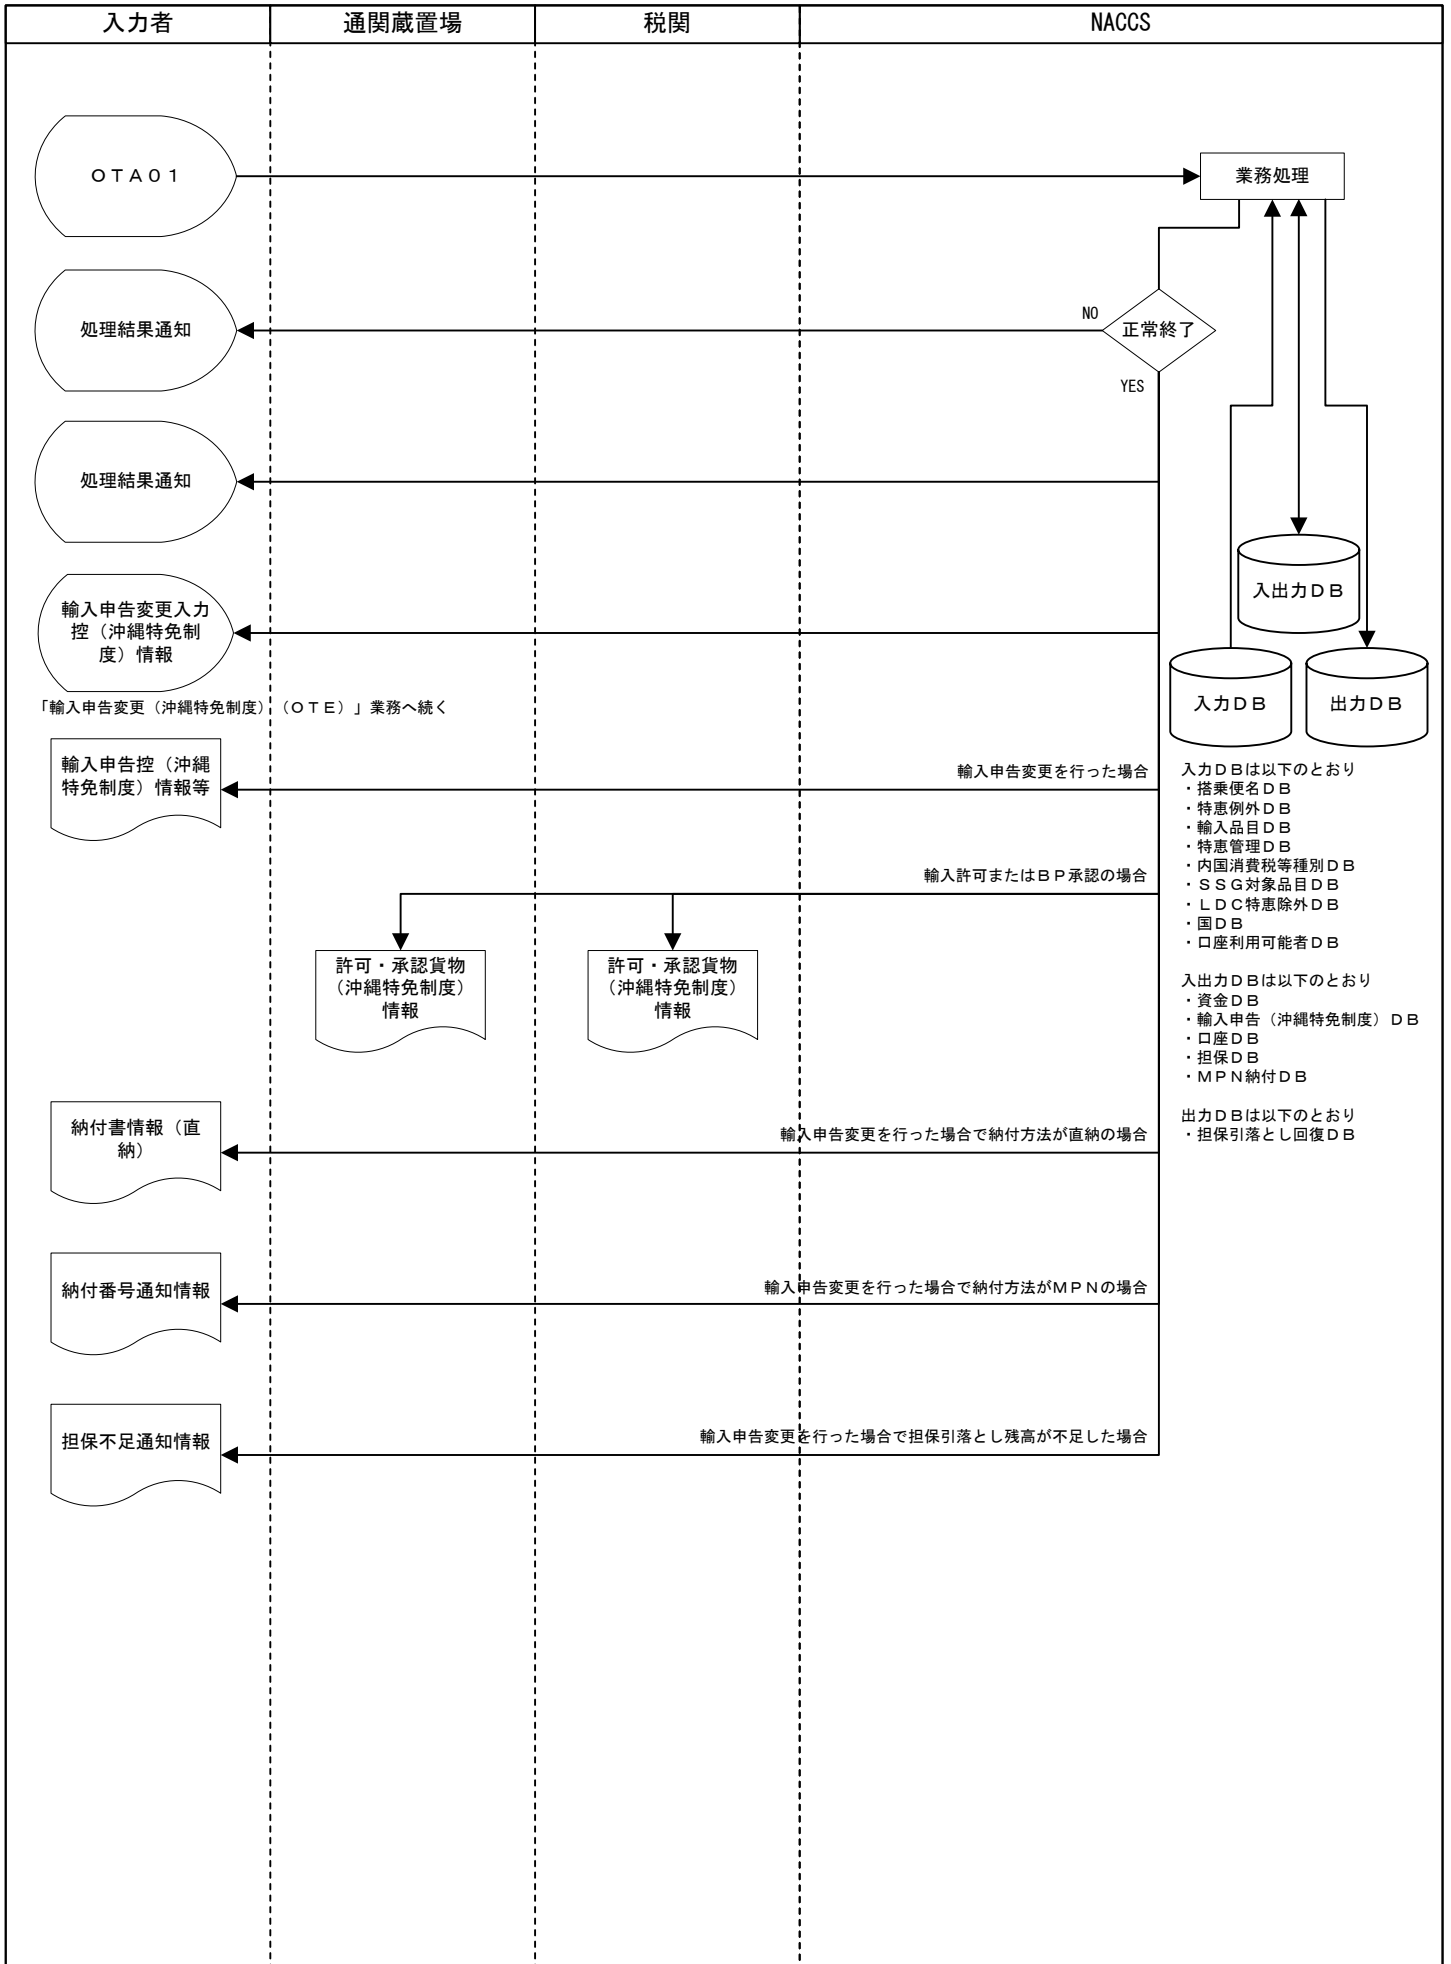 入力者
通関蔵置場
税関
NACCS
ＯＴＡ０１
業務処理
処理結果通知
NO
正常終了
YES
処理結果通知
入出力ＤＢ
輸入申告変更入力
控（沖縄特免制
度）情報
入力ＤＢ
出力ＤＢ
「輸入申告変更（沖縄特免制度）（ＯＴＥ）」業務へ続く
輸入申告控（沖縄
特免制度）情報等
輸入申告変更を行った場合
入力ＤＢは以下のとおり
・搭乗便名ＤＢ
・特恵例外ＤＢ
・輸入品目ＤＢ
・特恵管理ＤＢ
・内国消費税等種別ＤＢ
・ＳＳＧ対象品目ＤＢ
・ＬＤＣ特恵除外ＤＢ
・国ＤＢ
・口座利用可能者ＤＢ
輸入許可またはＢＰ承認の場合
許可・承認貨物
（沖縄特免制度）
情報
許可・承認貨物
（沖縄特免制度）
情報
入出力ＤＢは以下のとおり
・資金ＤＢ
・輸入申告（沖縄特免制度）ＤＢ
・口座ＤＢ
・担保ＤＢ
・ＭＰＮ納付ＤＢ
出力ＤＢは以下のとおり
・担保引落とし回復ＤＢ
納付書情報（直
納）
輸入申告変更を行った場合で納付方法が直納の場合
納付番号通知情報
輸入申告変更を行った場合で納付方法がＭＰＮの場合
担保不足通知情報
輸入申告変更を行った場合で担保引落とし残高が不足した場合